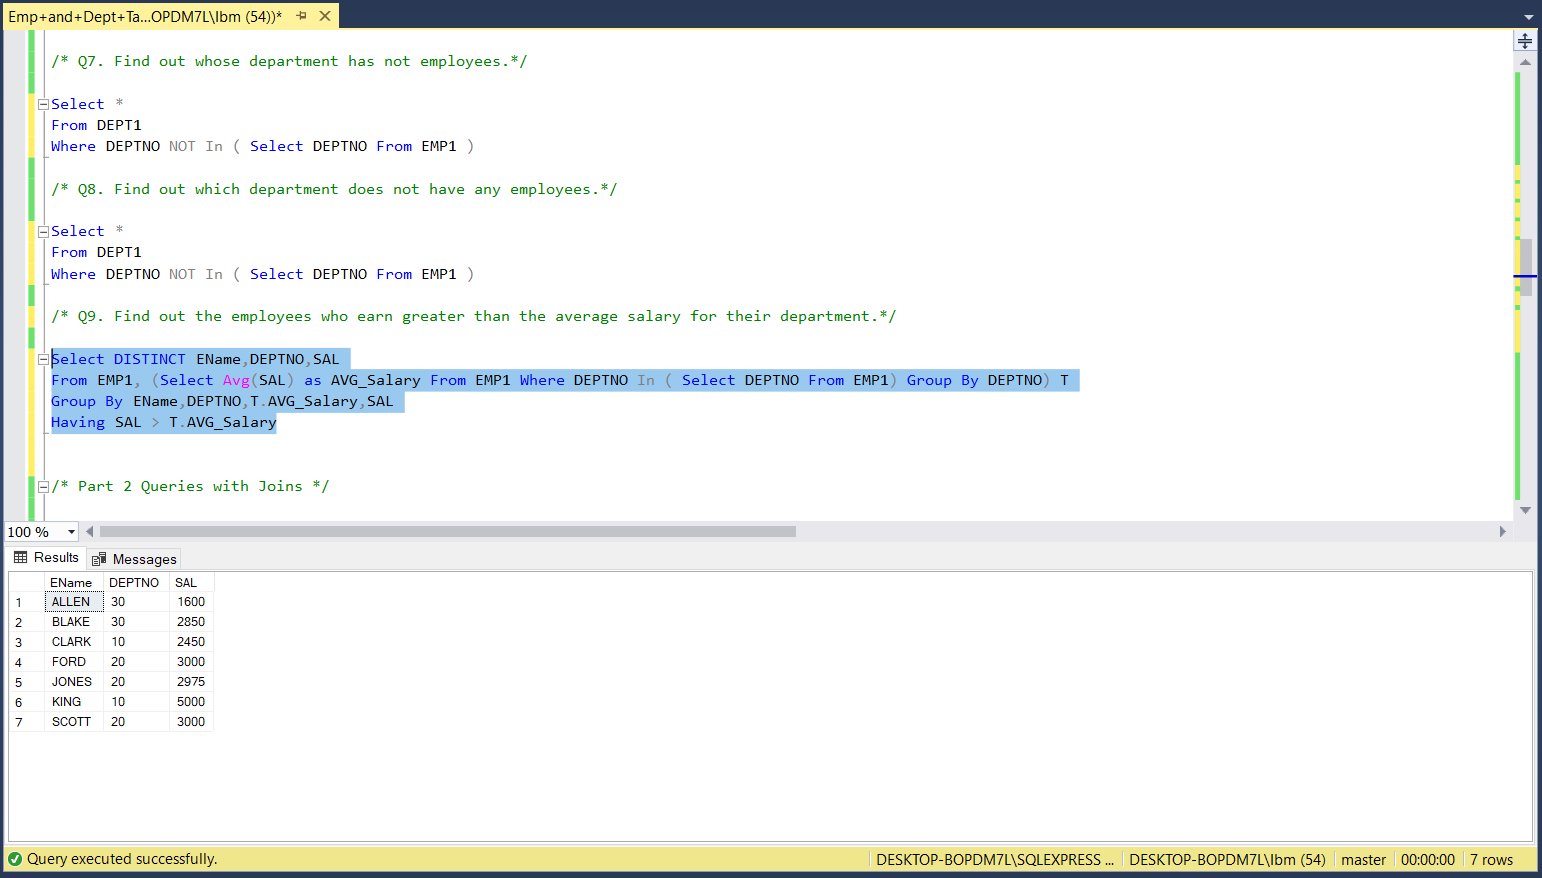 Emp+and+Dept+Ta...OPDM7L\Ibm (54))*
/* Q7. Find out whose department has not employees.*/
Select *
From DEPT1
Where DEPTNO NOT In ( Select DEPTNO From EMP1 )
/* Q8. Find out which department does not have any employees.*/
Select *
From DEPT1
Where DEPTNO NOT In ( Select DEPTNO From EMP1 )
/* Q9. Find out the employees who earn greater than the average salary for their department.*/
Select DISTINCT EName,DEPTNO,SAL
From EMP1, (Select Avg(SAL) as AVG_Salary From EMP1 Where DEPTNO In ( Select DEPTNO From EMP1) Group By DEPTNO) T
Group By EName,DEPTNO,T.AVG_Salary,SAL
Having SAL > T.AVG_Salary
/* Part 2 Queries with Joins */
100 %
Results Messages
EName DEPTNO SAL
1 ALLEN 30 1600
2 BLAKE 30 2850
3 CLARK 10 2450
4 FORD 20 3000
5 JONES 20 2975
6 KING 10 5000
7 SCOTT 20 3000
Query executed successfully. DESKTOP-BOPDM7L\SQLEXPRESS ... DESKTOP-BOPDM7L\Ibm (54) master 00:00:00 7 rows